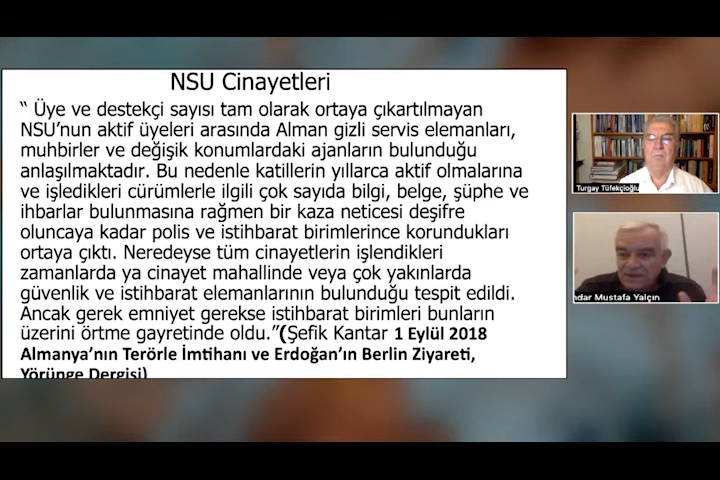 NSU Cinayetleri
“ Üye ve destekçi sayısı tam olarak ortaya çıkartılmayan
NSU’nun aktif üyeleri arasında Alman gizli servis elemanları,
muhbirler ve değişik konumlardaki ajanların bulunduğu
anlaşılmaktadır. Bu nedenle katillerin yıllarca aktif olmalarına
ve işledikleri cürümlerle ilgili çok sayıda bilgi, belge, şüphe ve
ihbarlar bulunmasına rağmen bir kaza neticesi deşifre
oluncaya kadar polis ve istihbarat birimlerince korundukları
ortaya çıktı. Neredeyse tüm cinayetlerin işlendikleri
zamanlarda ya cinayet mahallinde veya çok yakınlarda
güvenlik ve istihbarat elemanlarının bulunduğu tespit edildi.
Ancak gerek emniyet gerekse istihbarat birimleri bunların
üzerini örtme gayretinde oldu.”(Şefik Kantar 1 Eylül 2018
Almanya’nın Terörle İmtihanı ve Erdoğan’ın Berlin Ziyareti,
Yörünge Dergisi)
Turgay Tüfekçioğlu
ndar Mustafa Yalçın